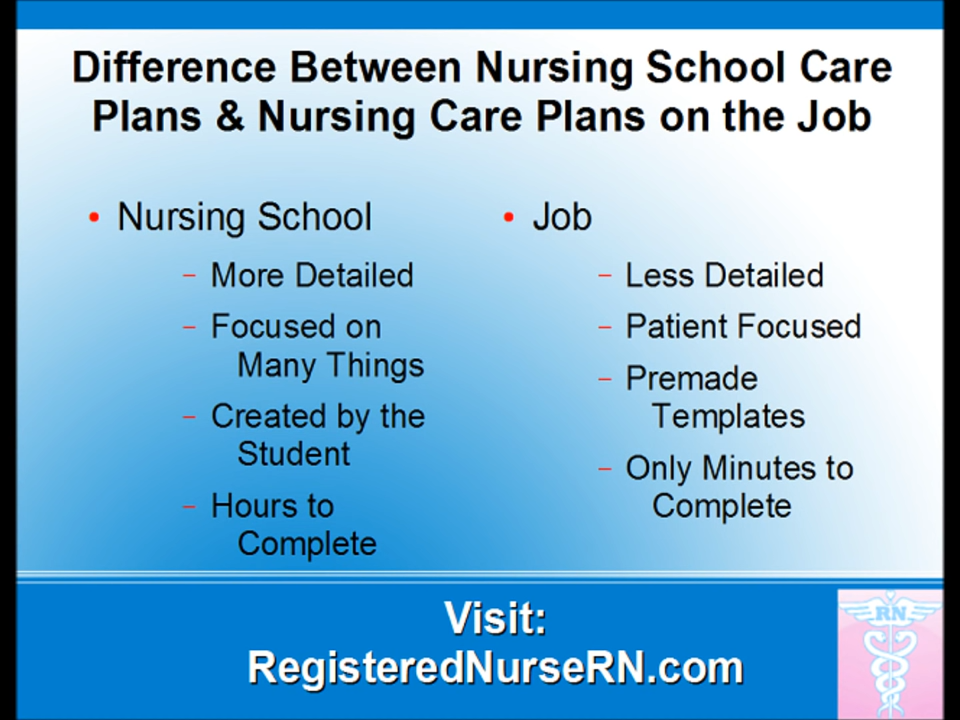 Difference Between Nursing School Care
Plans & Nursing Care Plans on the Job
• Nursing School
– More Detailed
– Focused on
Many Things
– Created by the
Student
– Hours to
Complete
• Job
– Less Detailed
– Patient Focused
– Premade
Templates
– Only Minutes to
Complete
Visit:
RegisteredNurseRN.com
RN